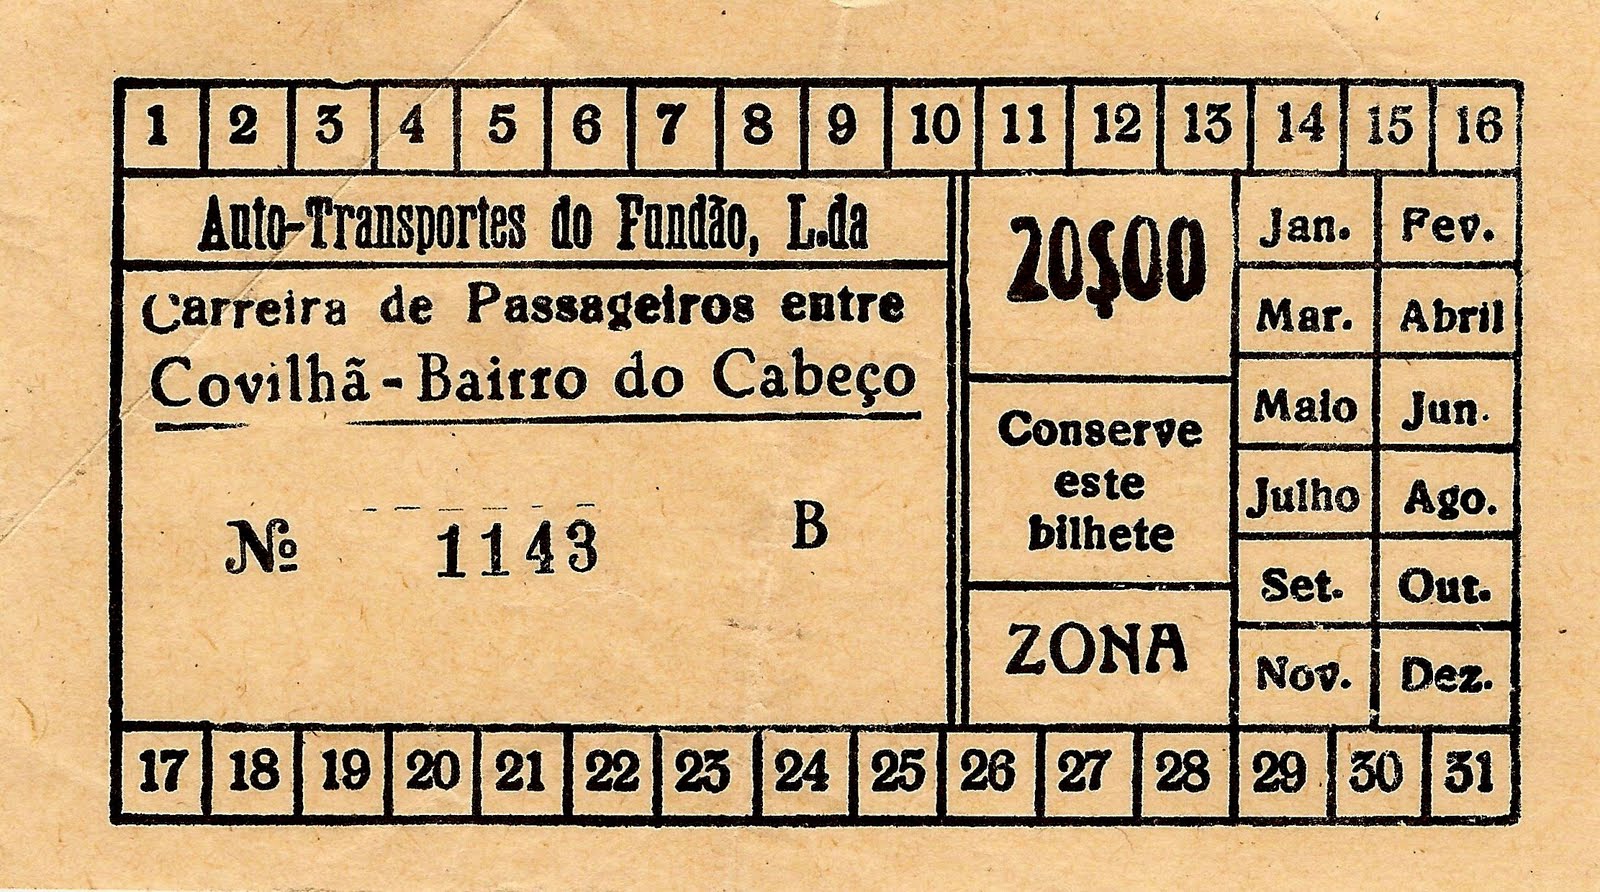 1 2 3 4 5 6 7 8 9 10 11 12 13 14 15 16
Auto-Transportes do Fundão, L.da
Carreira de Passageiros entre
Covilhã - Bairro do Cabeço
Nº 1143 B
20$00
Conserve
este
bilhete
ZONA
Jan. Fev.
Mar. Abril
Maio Jun.
Julho Ago.
Set. Out.
Nov. Dez.
17 18 19 20 21 22 23 24 25 26 27 28 29 30 31